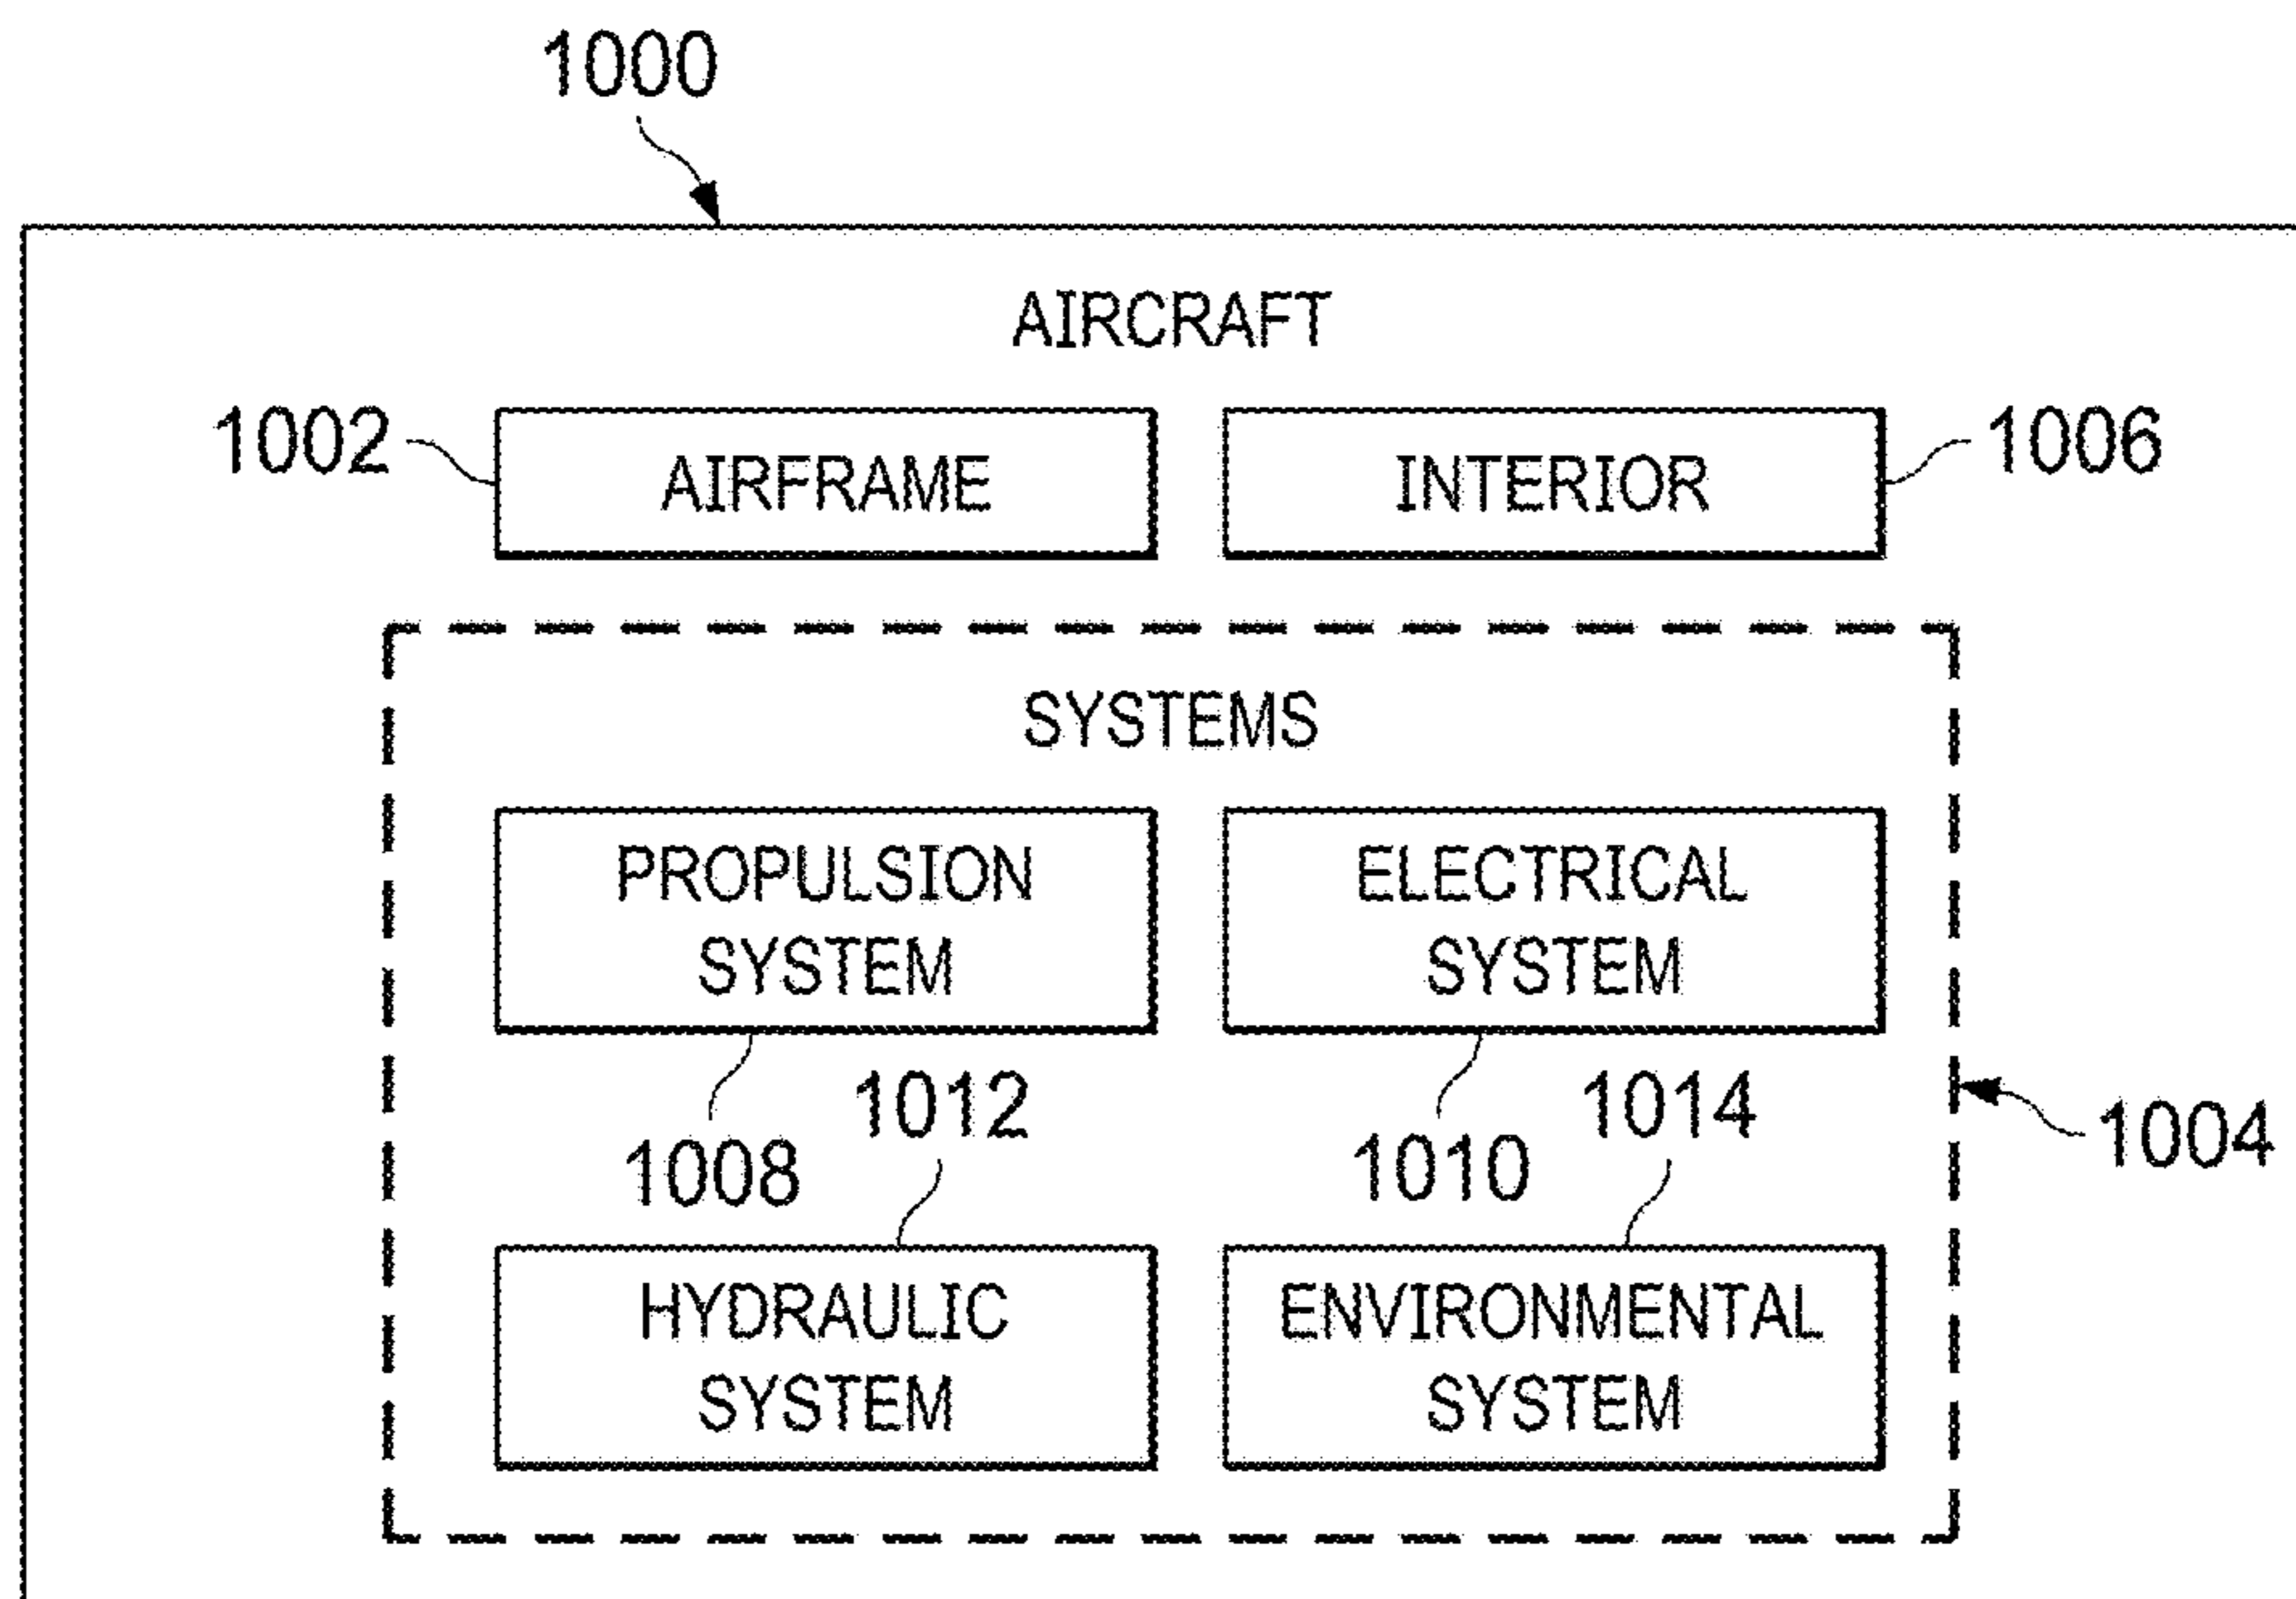 1000
AIRCRAFT
1002 AIRFRAME INTERIOR 1006
SYSTEMS
PROPULSION ELECTRICAL
SYSTEM SYSTEM
1012 1014
1008 1010 1004
HYDRAULIC ENVIRONMENTAL
SYSTEM SYSTEM